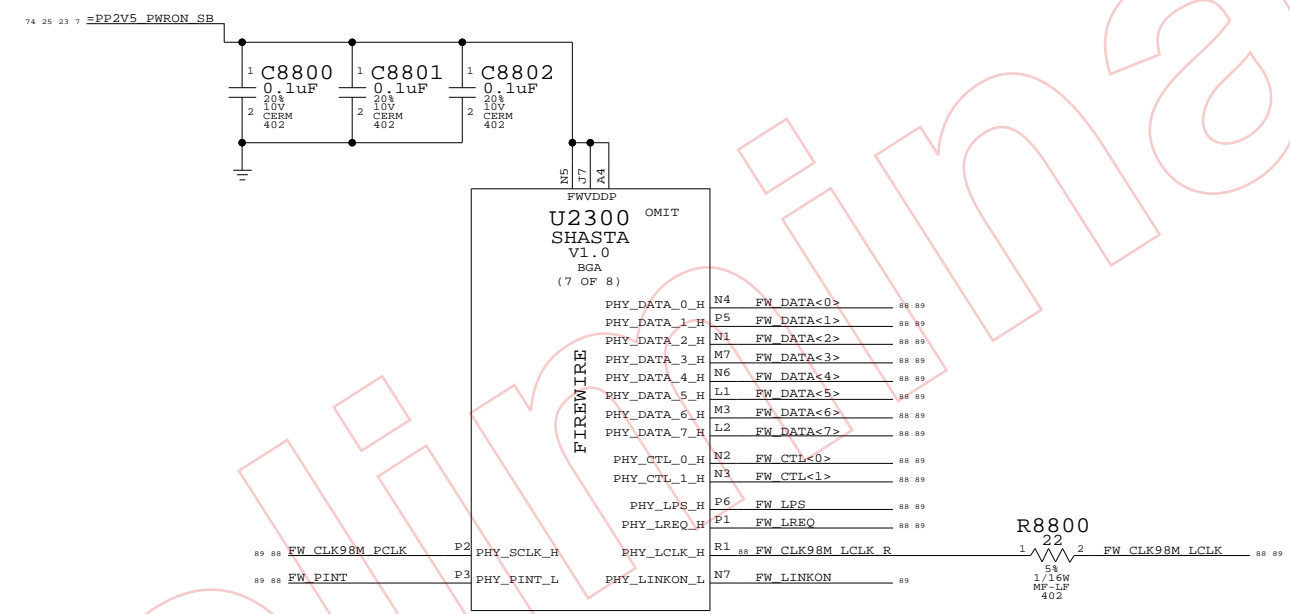 74 25 23 7 =PP2V5_PWRON_SB
1 C8800 0.1uF 20% 10V CERM 402 2
1 C8801 0.1uF 20% 10V CERM 402 2
1 C8802 0.1uF 20% 10V CERM 402 2
N5 J7 A4
FWVDDP
U2300 OMIT
SHASTA
V1.0
BGA
(7 OF 8)
FIREWIRE
PHY_DATA_0_H N4 FW_DATA<0> 88 89
PHY_DATA_1_H P5 FW_DATA<1> 88 89
PHY_DATA_2_H N1 FW_DATA<2> 88 89
PHY_DATA_3_H M7 FW_DATA<3> 88 89
PHY_DATA_4_H N6 FW_DATA<4> 88 89
PHY_DATA_5_H L1 FW_DATA<5> 88 89
PHY_DATA_6_H M3 FW_DATA<6> 88 89
PHY_DATA_7_H L2 FW_DATA<7> 88 89
PHY_CTL_0_H N2 FW_CTL<0> 88 89
PHY_CTL_1_H N3 FW_CTL<1> 88 89
PHY_LPS_H P6 FW_LPS 88 89
PHY_LREQ_H P1 FW_LREQ 88 89
89 88 FW_CLK98M_PCLK P2 PHY_SCLK_H PHY_LCLK_H R1 88 FW_CLK98M_LCLK_R
R8800
22
1 2 FW_CLK98M_LCLK 88 89
5%
1/16W
MF-LF
402
89 88 FW_PINT P3 PHY_PINT_L PHY_LINKON_L N7 FW_LINKON 89